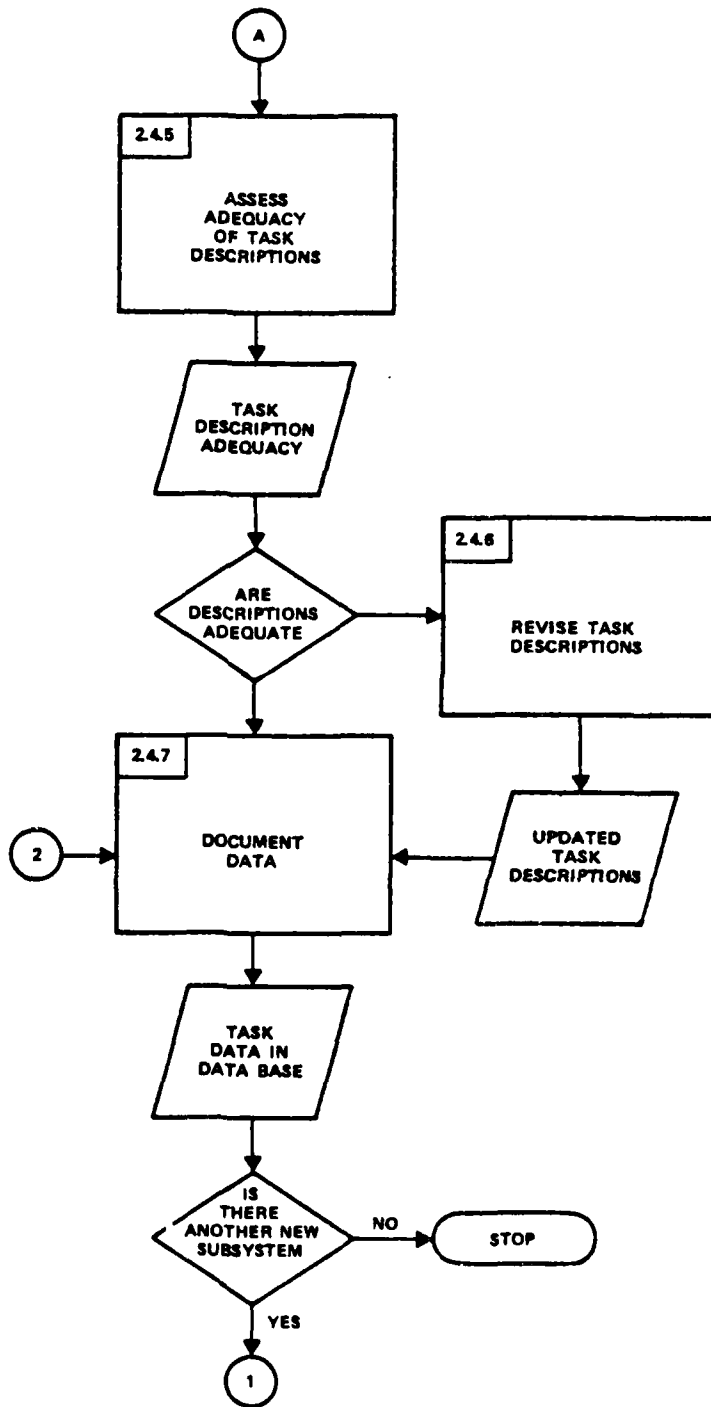 A
2.4.5
ASSESS
ADEQUACY
OF TASK
DESCRIPTIONS
TASK
DESCRIPTION
ADEQUACY
ARE
DESCRIPTIONS
ADEQUATE
2.4.6
REVISE TASK
DESCRIPTIONS
UPDATED
TASK
DESCRIPTIONS
2.4.7
DOCUMENT
DATA
2
TASK
DATA IN
DATA BASE
IS
THERE
ANOTHER NEW
SUBSYSTEM
NO
STOP
YES
1